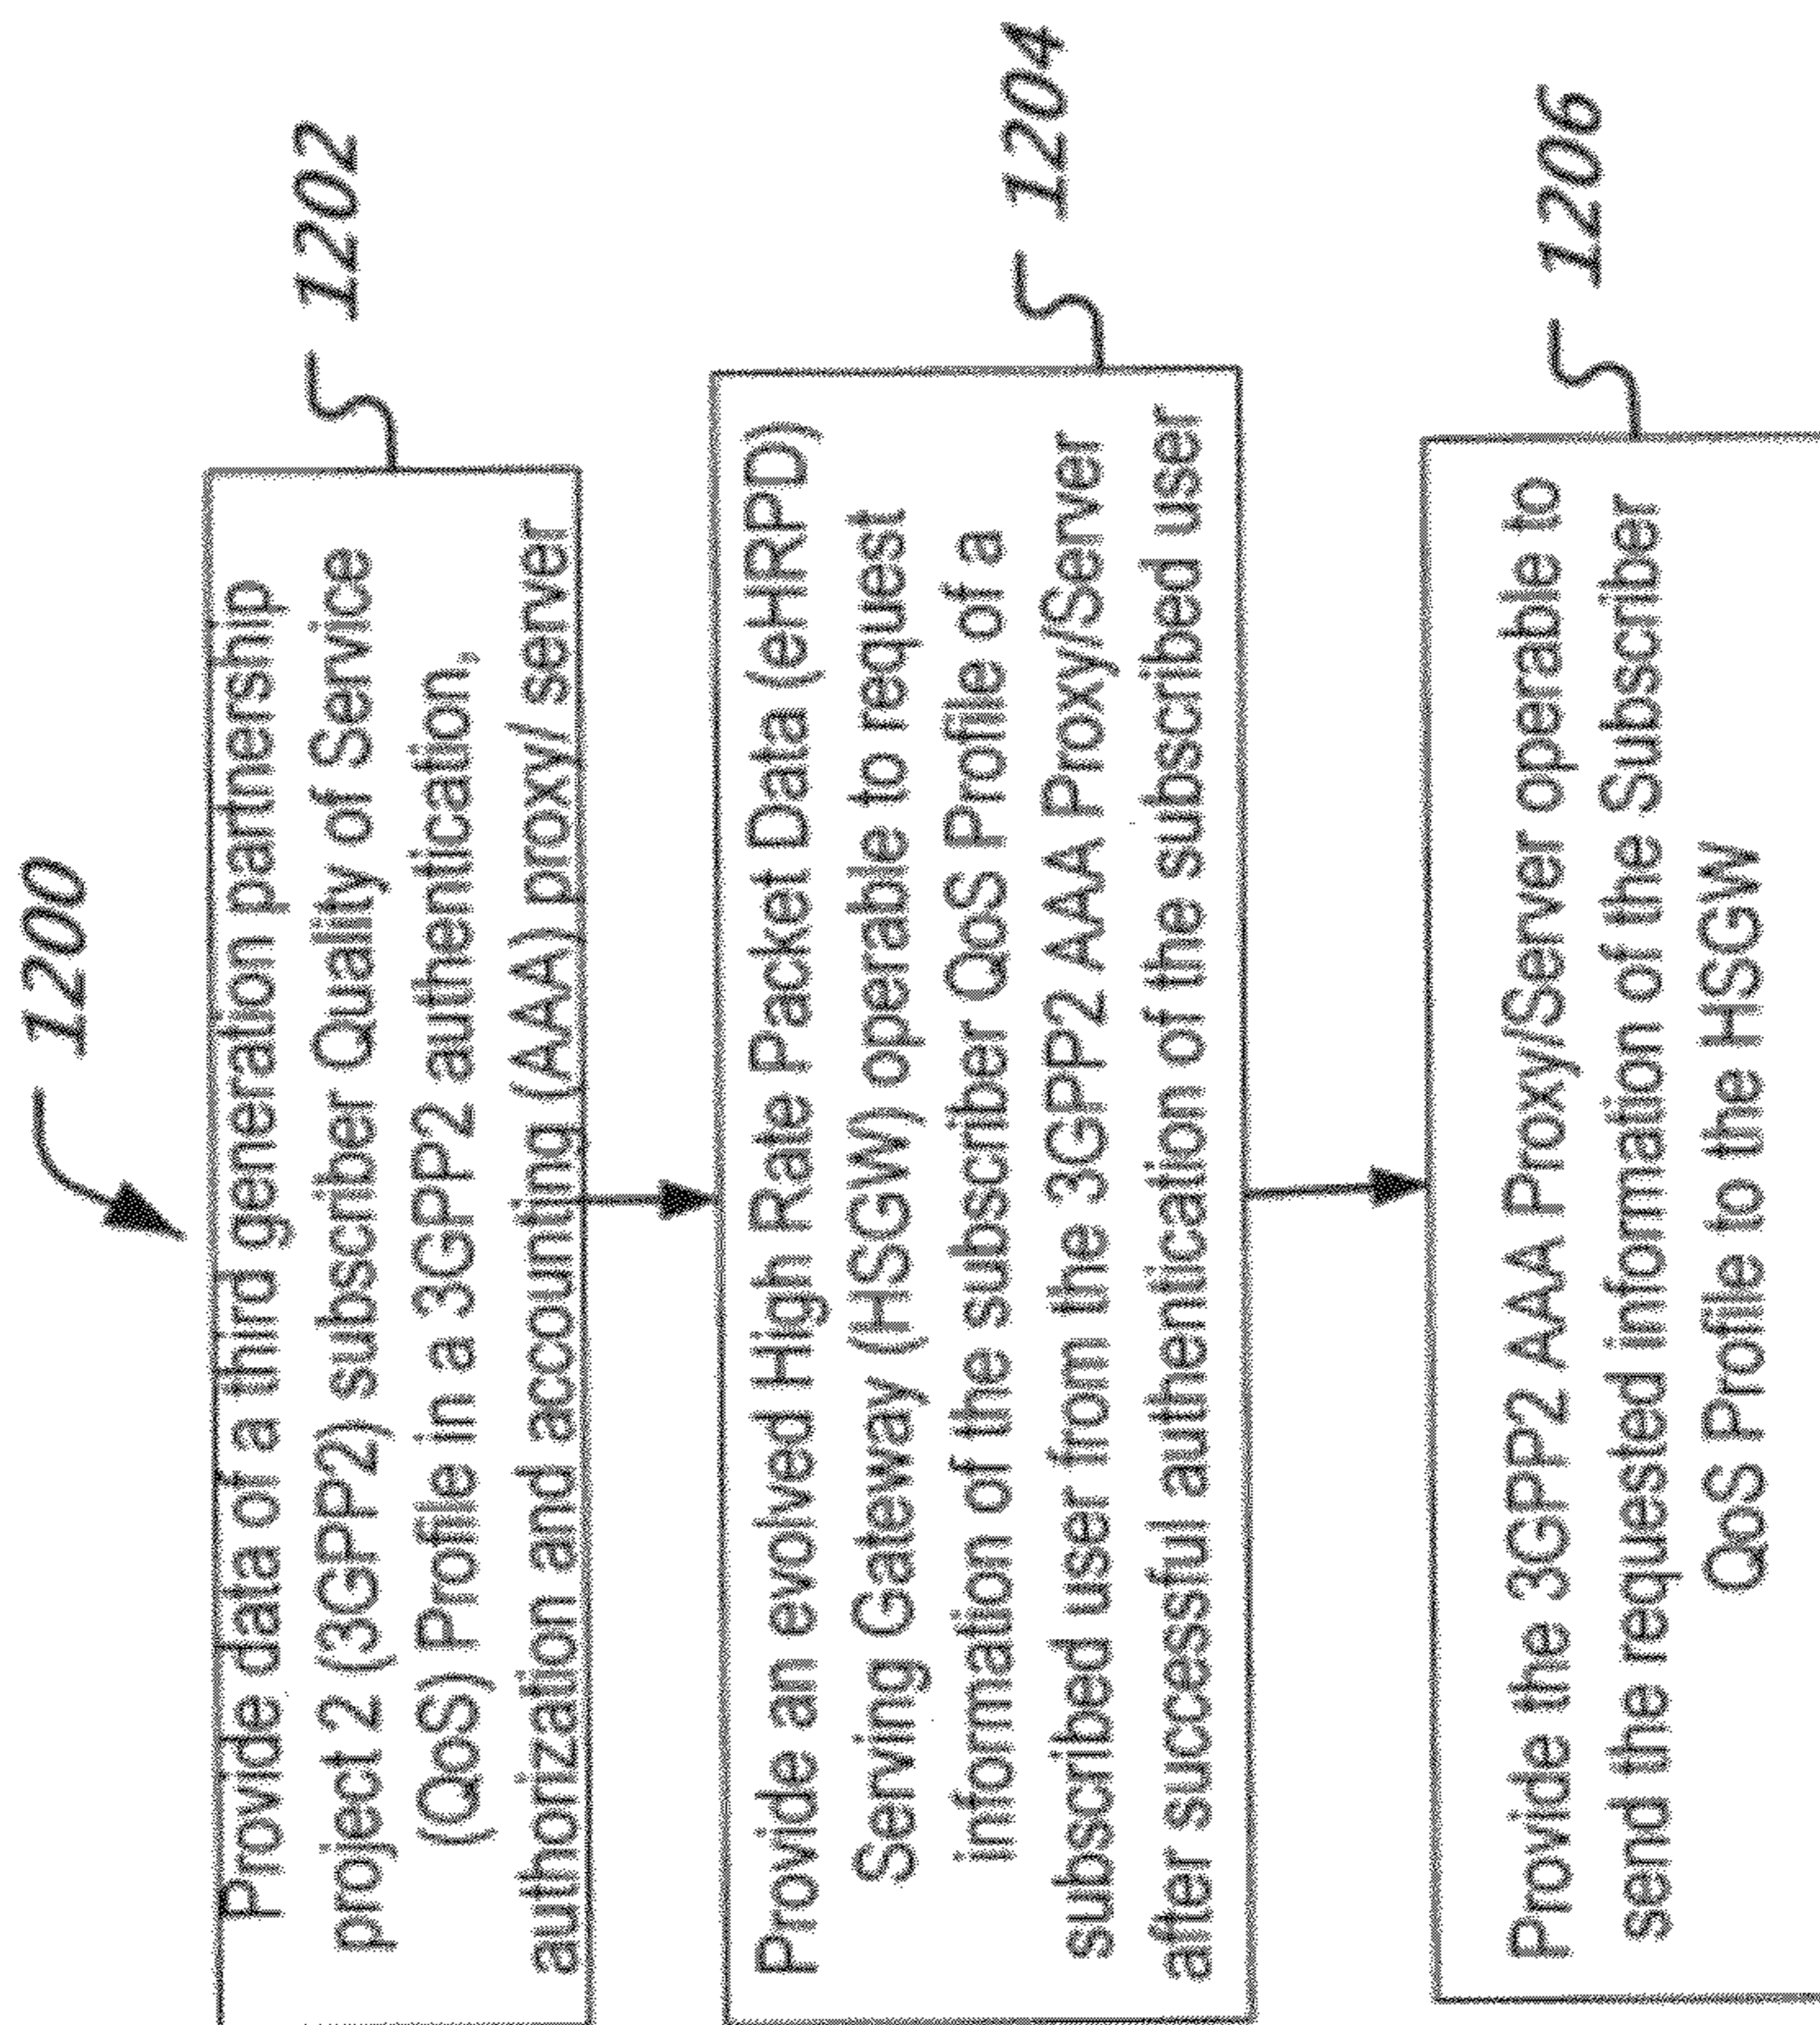 1200
Provide data of a third generation partnership
project 2 (3GPP2) subscriber Quality of Service
(QoS) Profile in a 3GPP2 authentication,
authorization and accounting (AAA) proxy/ server
1202
Provide an evolved High Rate Packet Data (eHRPD)
Serving Gateway (HSGW) operable to request
information of the subscriber QoS Profile of a
subscribed user from the 3GPP2 AAA Proxy/Server
after successful authentication of the subscribed user
1204
Provide the 3GPP2 AAA Proxy/Server operable to
send the requested information of the Subscriber
QoS Profile to the HSGW
1206